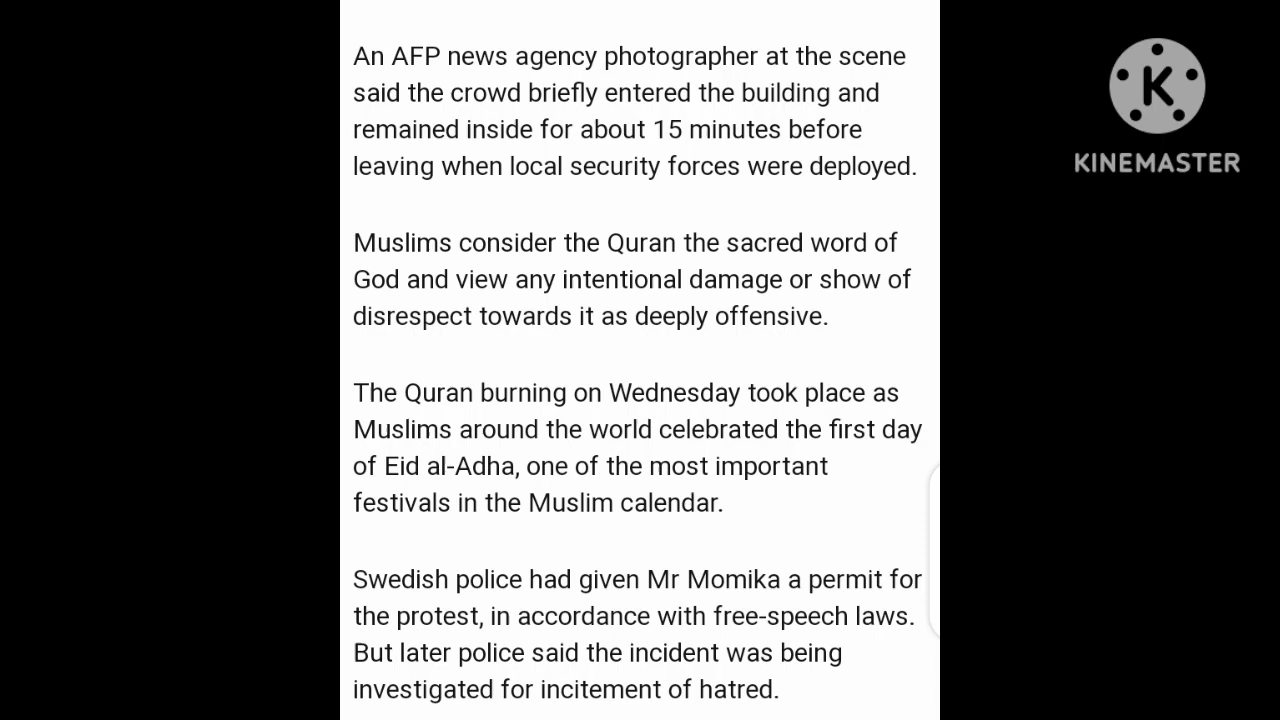 An AFP news agency photographer at the scene
said the crowd briefly entered the building and
remained inside for about 15 minutes before
leaving when local security forces were deployed.
Muslims consider the Quran the sacred word of
God and view any intentional damage or show of
disrespect towards it as deeply offensive.
The Quran burning on Wednesday took place as
Muslims around the world celebrated the first day
of Eid al-Adha, one of the most important
festivals in the Muslim calendar.
Swedish police had given Mr Momika a permit for
the protest, in accordance with free-speech laws.
But later police said the incident was being
investigated for incitement of hatred.
K
KINEMASTER